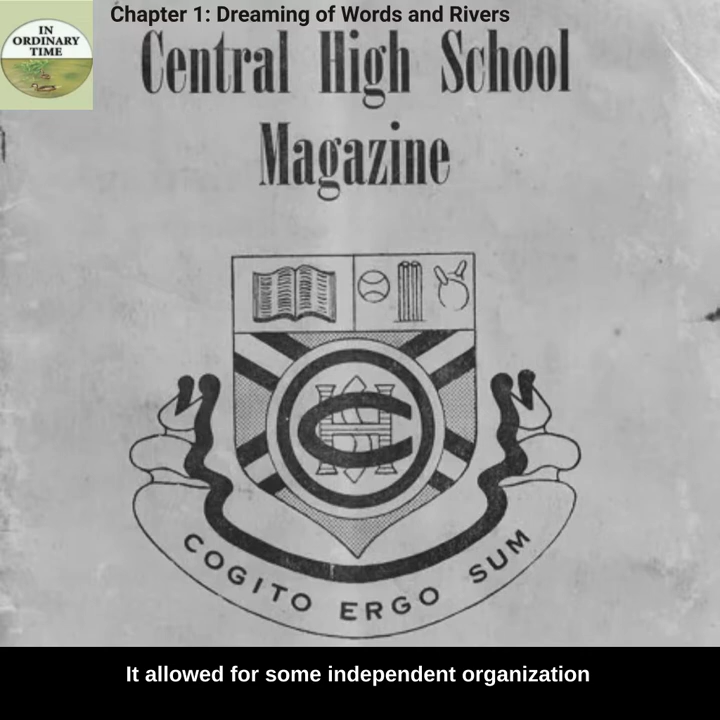 Chapter 1: Dreaming of Words and Rivers
IN
ORDINARY
TIME
Central High School
Magazine
CHS
COGITO ERGO SUM
It allowed for some independent organization